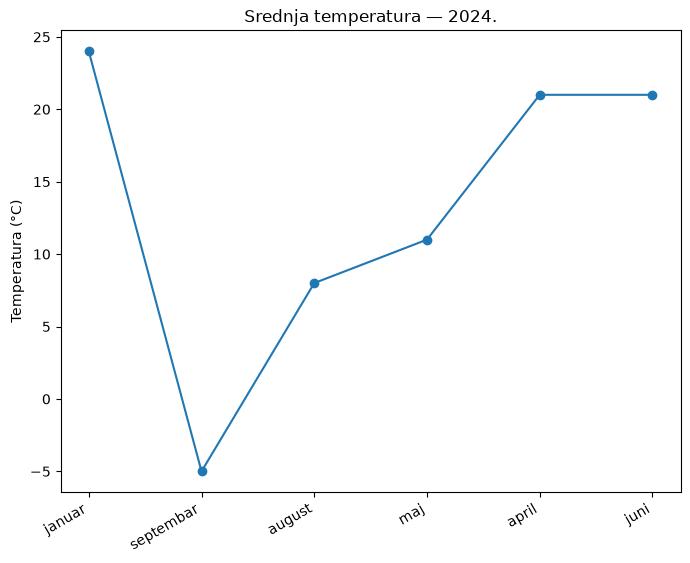 Srednja temperatura — 2024.
Temperatura (°C)
25
20
15
10
5
0
−5
januar
septembar
august
maj
april
juni